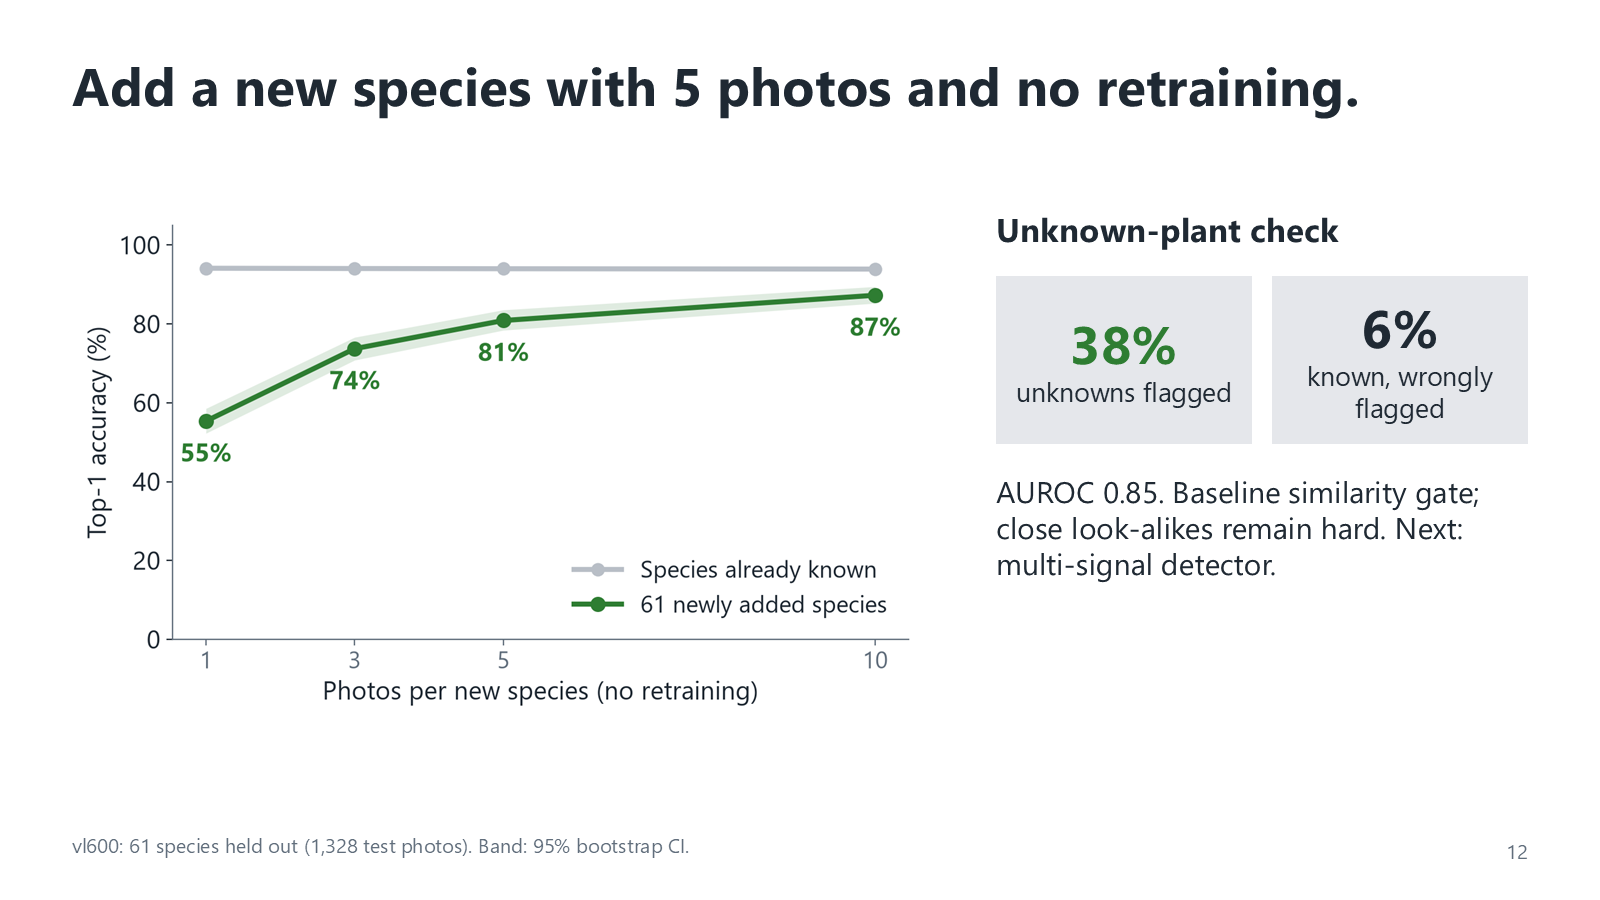 Add a new species with 5 photos and no retraining.
100
80
60
40
20
0
Top-1 accuracy (%)
55%
74%
81%
87%
Species already known
61 newly added species
1 3 5 10
Photos per new species (no retraining)
Unknown-plant check
38%
unknowns flagged
6%
known, wrongly
flagged
AUROC 0.85. Baseline similarity gate;
close look-alikes remain hard. Next:
multi-signal detector.
vl600: 61 species held out (1,328 test photos). Band: 95% bootstrap CI.
12